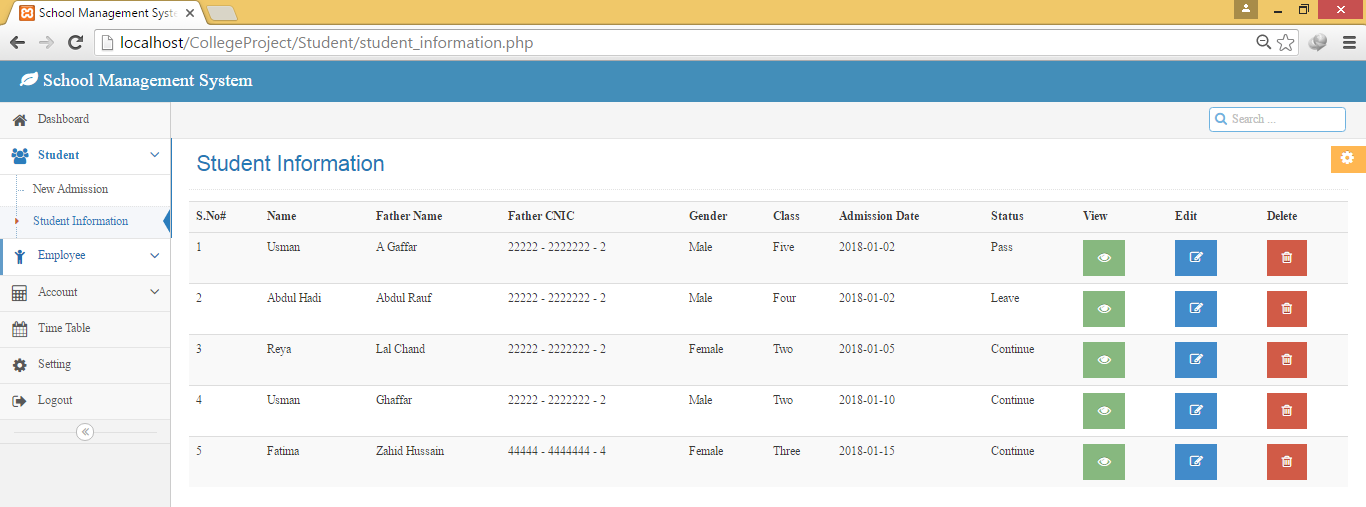 School Management Syst
localhost/CollegeProject/Student/student_information.php
School Management System
Dashboard
Search ...
Student
New Admission
Student Information
Employee
Account
Time Table
Setting
Logout
Student Information
S.No# Name Father Name Father CNIC Gender Class Admission Date Status View Edit Delete
1 Usman A Gaffar 22222 - 2222222 - 2 Male Five 2018-01-02 Pass
2 Abdul Hadi Abdul Rauf 22222 - 2222222 - 2 Male Four 2018-01-02 Leave
3 Reya Lal Chand 22222 - 2222222 - 2 Female Two 2018-01-05 Continue
4 Usman Ghaffar 22222 - 2222222 - 2 Male Two 2018-01-10 Continue
5 Fatima Zahid Hussain 44444 - 4444444 - 4 Female Three 2018-01-15 Continue